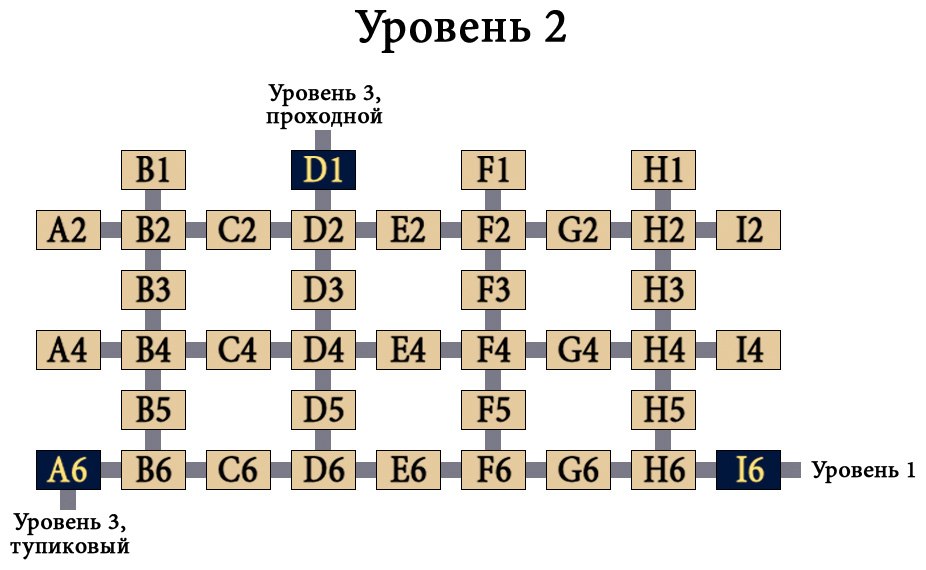 Уровень 2
Уровень 3,
проходной
B1 D1 F1 H1
A2 B2 C2 D2 E2 F2 G2 H2 I2
B3 D3 F3 H3
A4 B4 C4 D4 E4 F4 G4 H4 I4
B5 D5 F5 H5
A6 B6 C6 D6 E6 F6 G6 H6 I6 Уровень 1
Уровень 3,
тупиковый